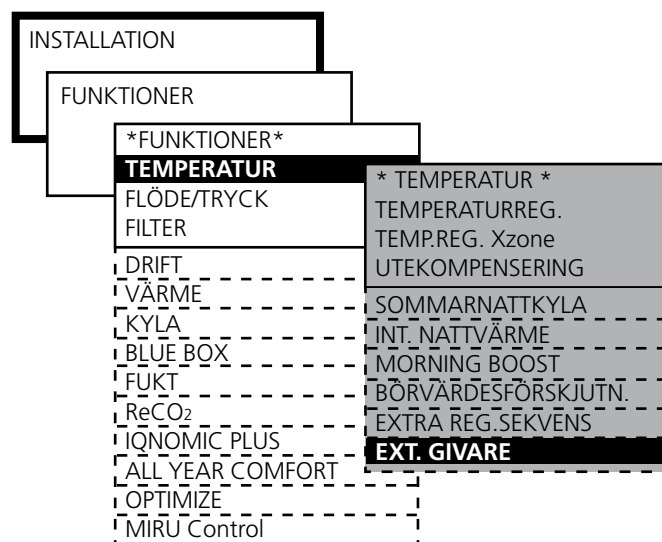 INSTALLATION
FUNKTIONER
*FUNKTIONER*
TEMPERATUR
FLÖDE/TRYCK
FILTER
DRIFT
VÄRME
KYLA
BLUE BOX
FUKT
ReCO2
IQNOMIC PLUS
ALL YEAR COMFORT
OPTIMIZE
MIRU Control
* TEMPERATUR *
TEMPERATURREG.
TEMP.REG. Xzone
UTEKOMPENSERING
SOMMARNATTKYLA
INT. NATTVÄRME
MORNING BOOST
BÖRVÄRDESFÖRSKJUTN.
EXTRA REG.SEKVENS
EXT. GIVARE